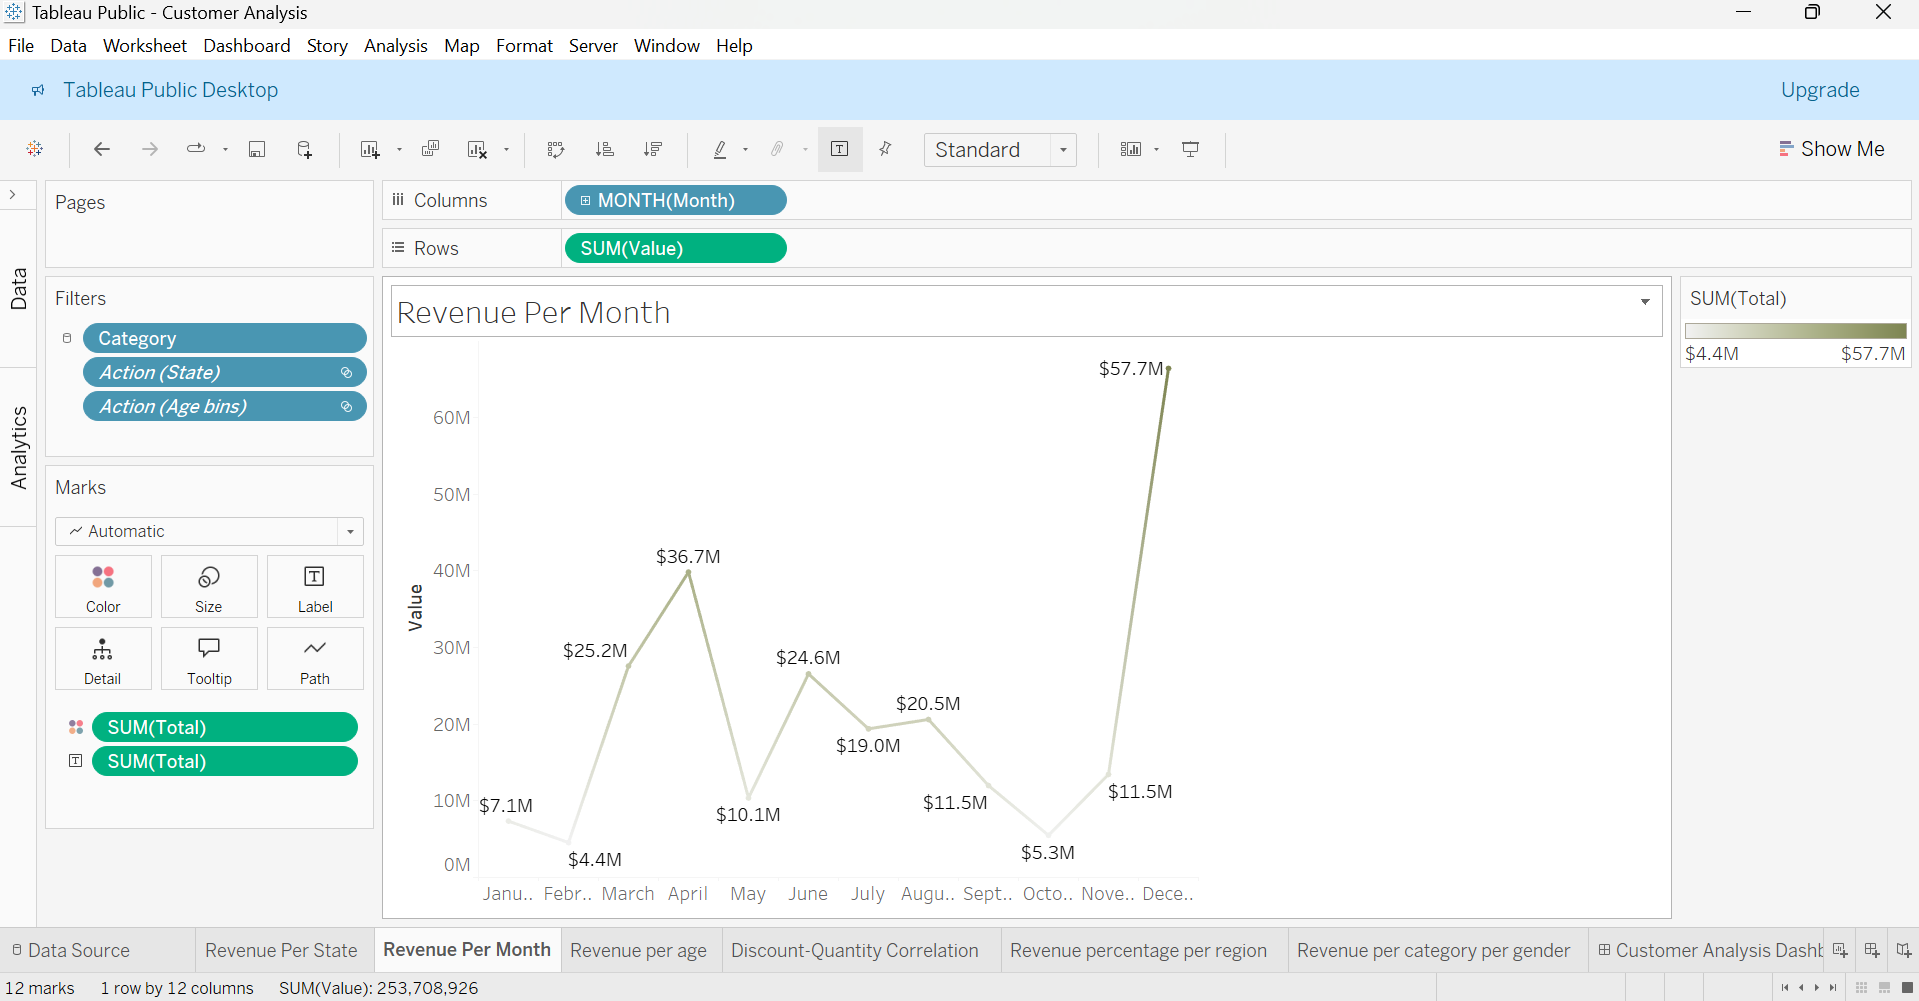 Tableau Public - Customer Analysis
File Data Worksheet Dashboard Story Analysis Map Format Server Window Help
Tableau Public Desktop
Upgrade
Standard
Show Me
Pages
Columns
MONTH(Month)
Rows
SUM(Value)
Data
Analytics
Filters
Category
Action (State)
Action (Age bins)
Marks
Automatic
Color Size Label
Detail Tooltip Path
SUM(Total)
SUM(Total)
Revenue Per Month
$57.7M
60M
50M
$36.7M
40M
Value
$25.2M
30M
$24.6M
$20.5M
20M
$19.0M
10M
$7.1M
$10.1M
$11.5M
$11.5M
$4.4M
$5.3M
0M
Janu.. Febr.. March April May June July Augu.. Sept.. Octo.. Nove.. Dece..
SUM(Total)
$4.4M $57.7M
Data Source Revenue Per State Revenue Per Month Revenue per age Discount-Quantity Correlation Revenue percentage per region Revenue per category per gender Customer Analysis Dashb
12 marks 1 row by 12 columns SUM(Value): 253,708,926